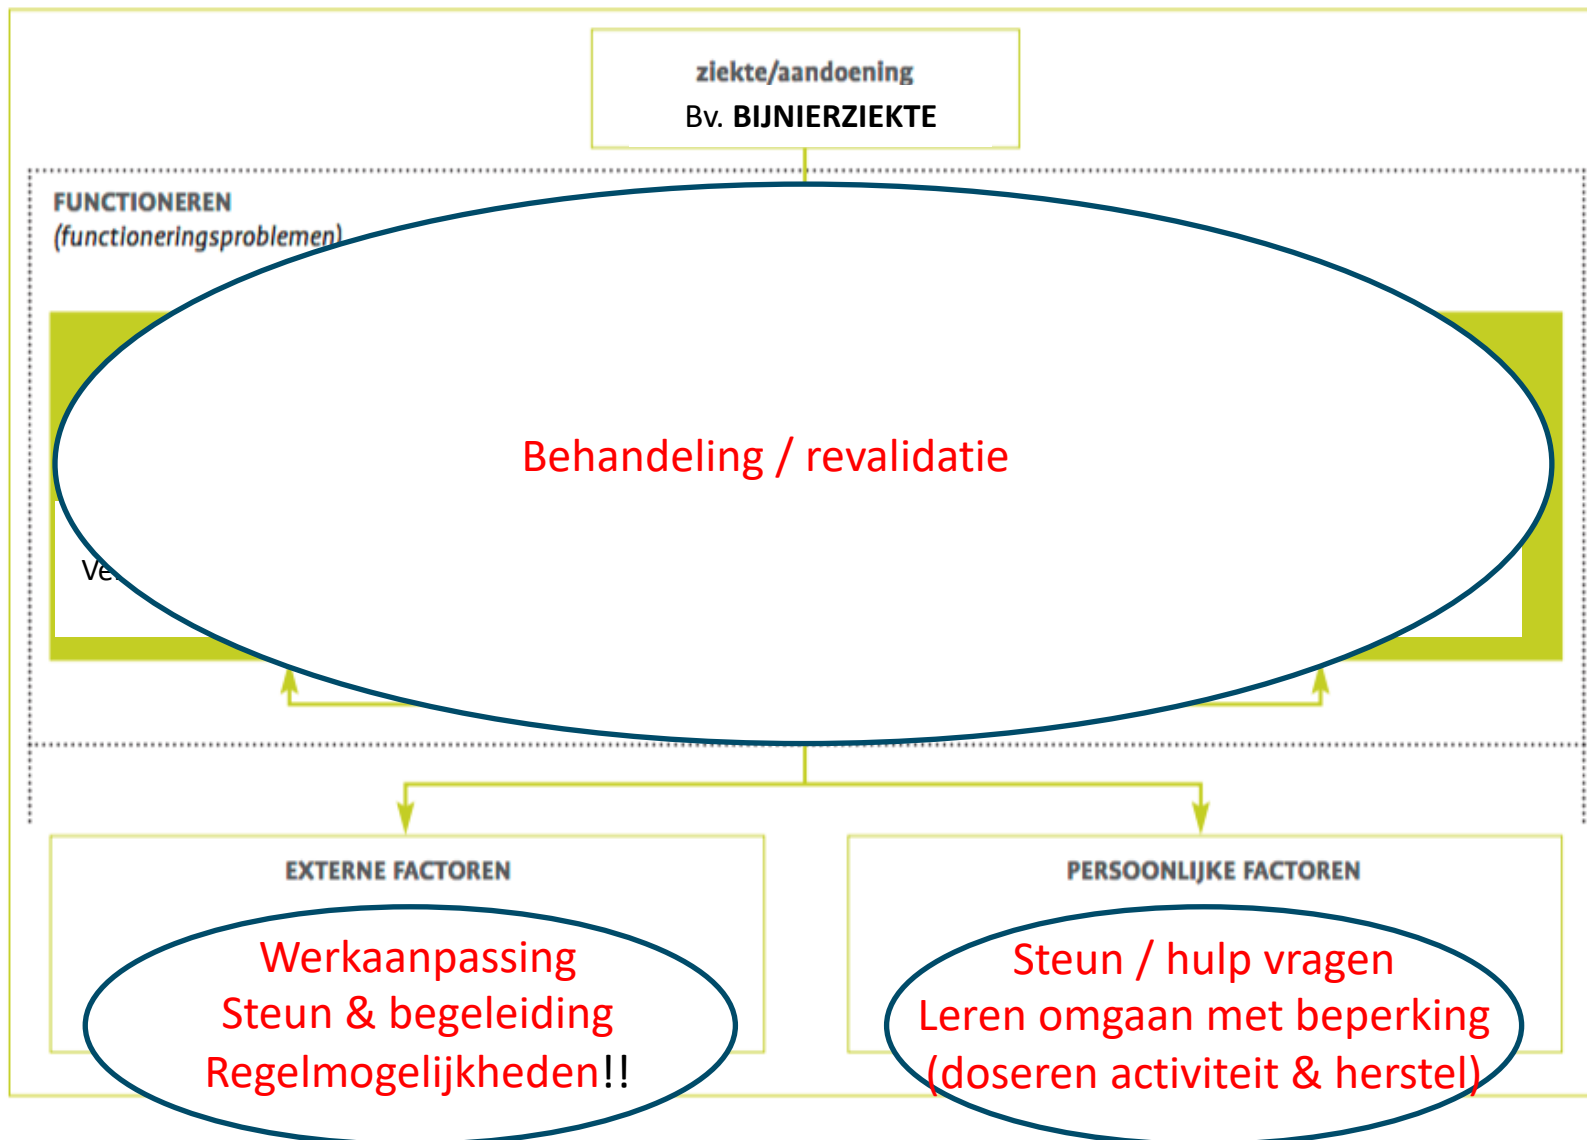 ziekte/aandoening
Bv. BIJNIERZIEKTE
FUNCTIONEREN
(functioneringsproblemen)
Behandeling / revalidatie
EXTERNE FACTOREN
PERSOONLIJKE FACTOREN
Werkaanpassing
Steun & begeleiding
Regelmogelijkheden!!
Steun / hulp vragen
Leren omgaan met beperking
(doseren activiteit & herstel)